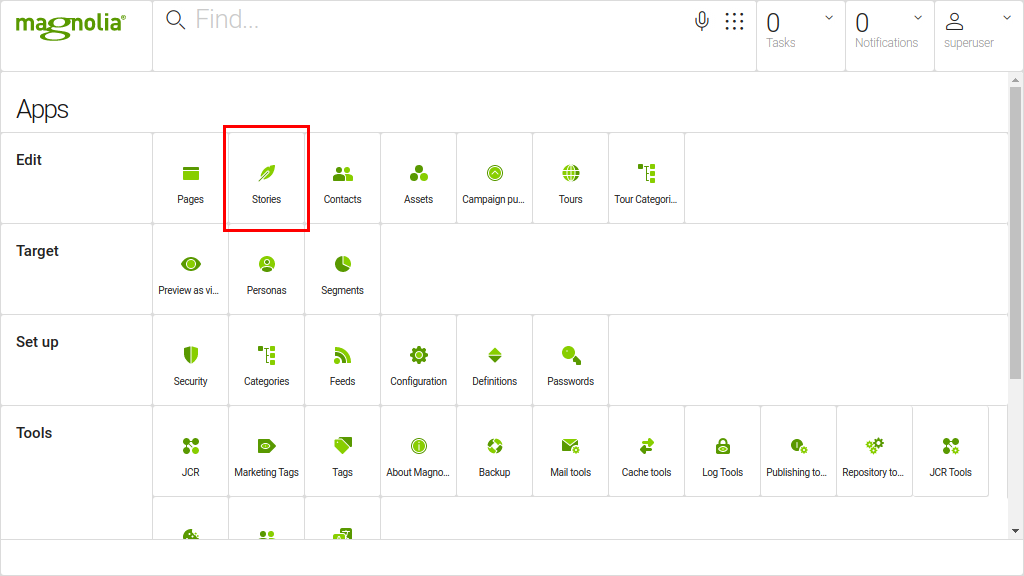 magnolia®
Find...
0
Tasks
0
Notifications
superuser
Apps
Edit
Pages
Stories
Contacts
Assets
Campaign pu...
Tours
Tour Categori...
Target
Preview as vi...
Personas
Segments
Set up
Security
Categories
Feeds
Configuration
Definitions
Passwords
Tools
JCR
Marketing Tags
Tags
About Magno...
Backup
Mail tools
Cache tools
Log Tools
Publishing to...
Repository to...
JCR Tools